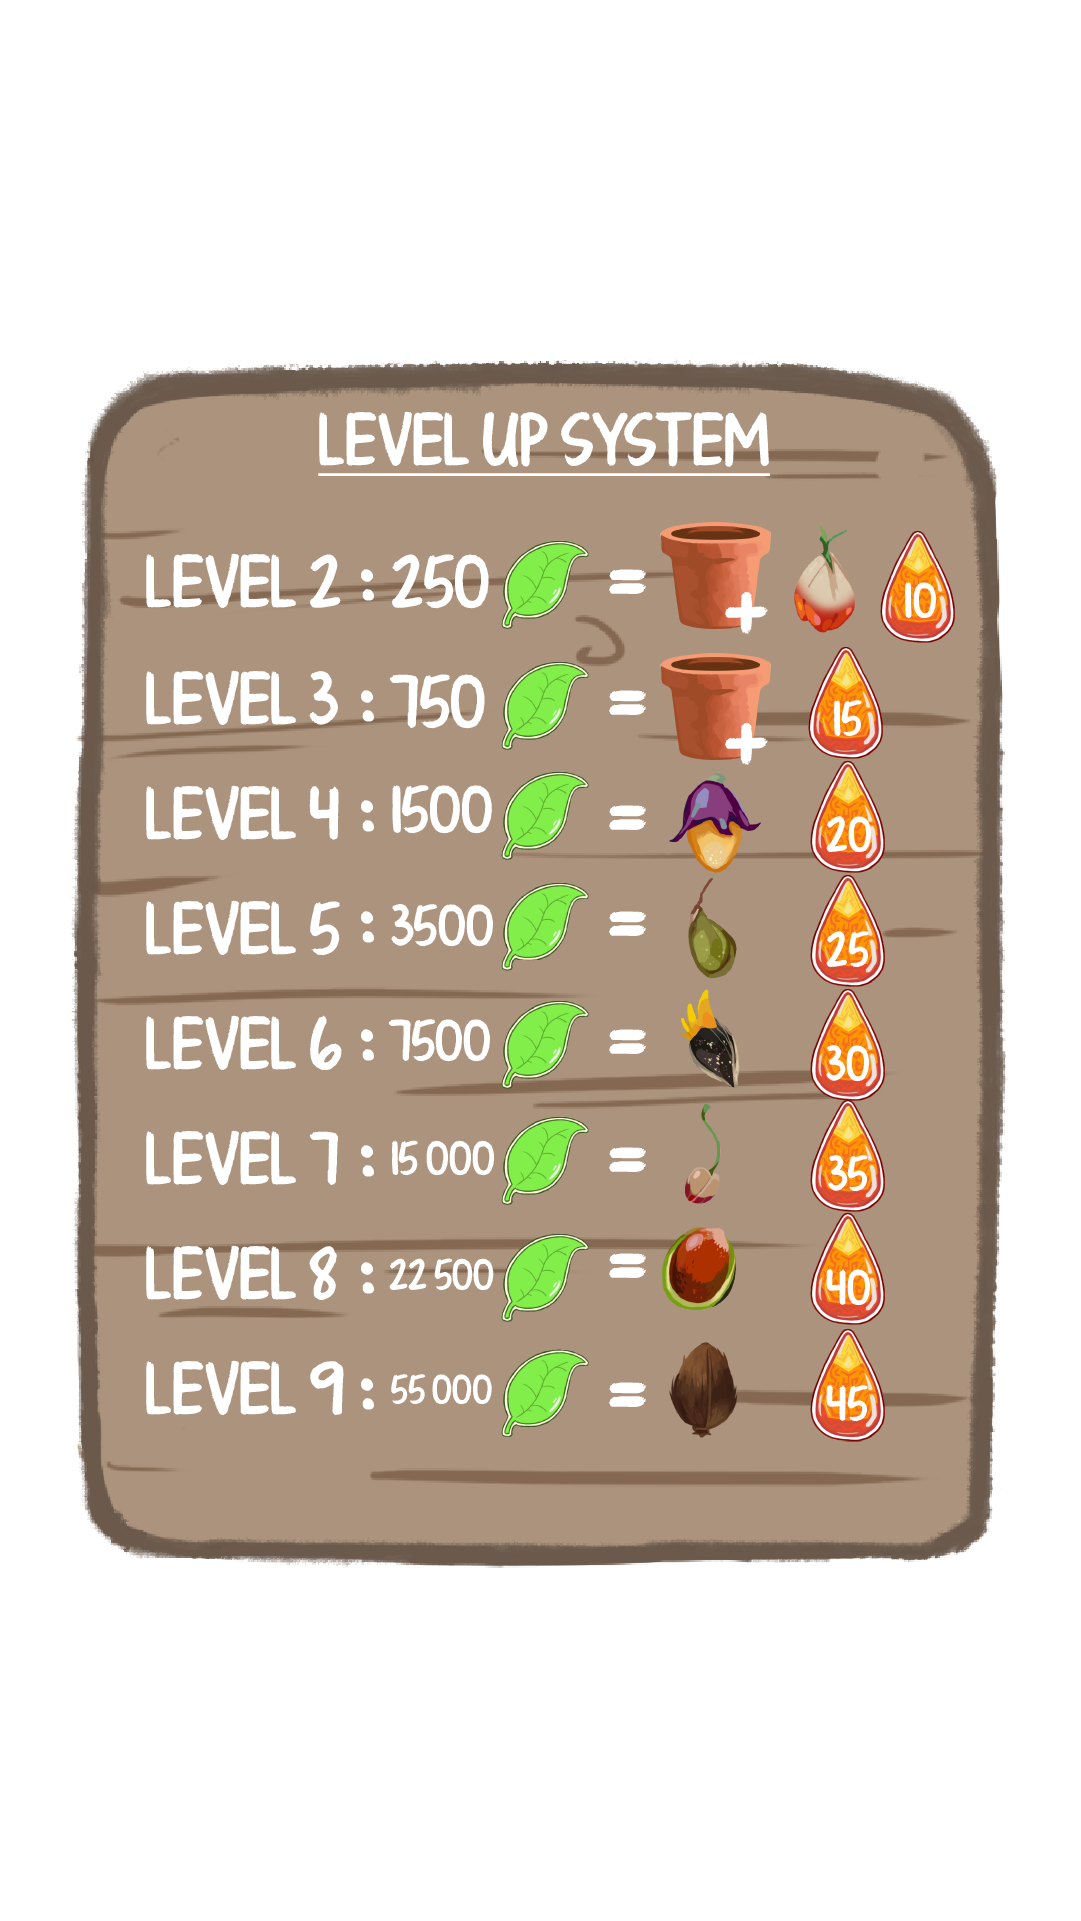 LEVEL UP SYSTEM
LEVEL 2 : 250 = + 10
LEVEL 3 : 750 = + 15
LEVEL 4 : 1500 = 20
LEVEL 5 : 3500 = 25
LEVEL 6 : 7500 = 30
LEVEL 7 : 15 000 = 35
LEVEL 8 : 22 500 = 40
LEVEL 9 : 55 000 = 45